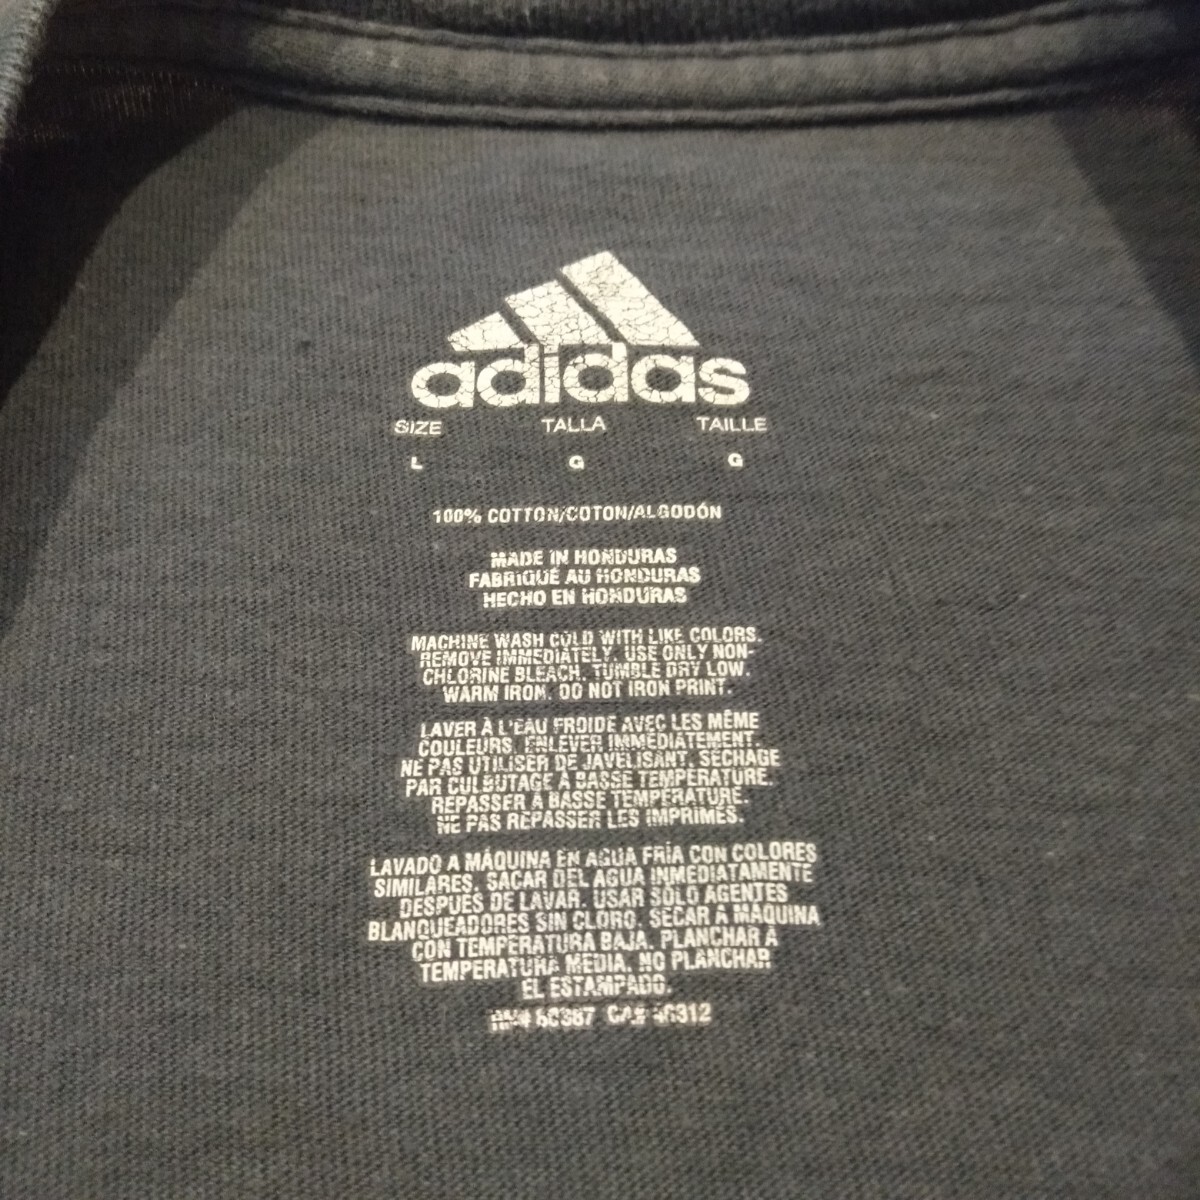 adidas
SIZE TALLA TAILLE
L G G
100% COTTON/COTON/ALGODÓN
MADE IN HONDURAS
FABRIQUÉ AU HONDURAS
HECHO EN HONDURAS
MACHINE WASH COLD WITH LIKE COLORS.
REMOVE IMMEDIATELY. USE ONLY NON-
CHLORINE BLEACH. TUMBLE DRY LOW.
WARM IRON. DO NOT IRON PRINT.
LAVER À L'EAU FROIDE AVEC LES MÊME
COULEURS. ENLEVER IMMÉDIATEMENT.
NE PAS UTILISER DE JAVELISANT. SÉCHAGE
PAR CULBUTAGE À BASSE TEMPÉRATURE.
REPASSER À BASSE TEMPÉRATURE.
NE PAS REPASSER LES IMPRIMÉS.
LAVADO A MÁQUINA EN AGUA FRÍA CON COLORES
SIMILARES. SACAR DEL AGUA INMEDIATAMENTE
DESPUÉS DE LAVAR. USAR SÓLO AGENTES
BLANQUEADORES SIN CLORO. SECAR A MÁQUINA
CON TEMPERATURA BAJA. PLANCHAR A
TEMPERATURA MEDIA. NO PLANCHAR
EL ESTAMPADO.
RN# CA#